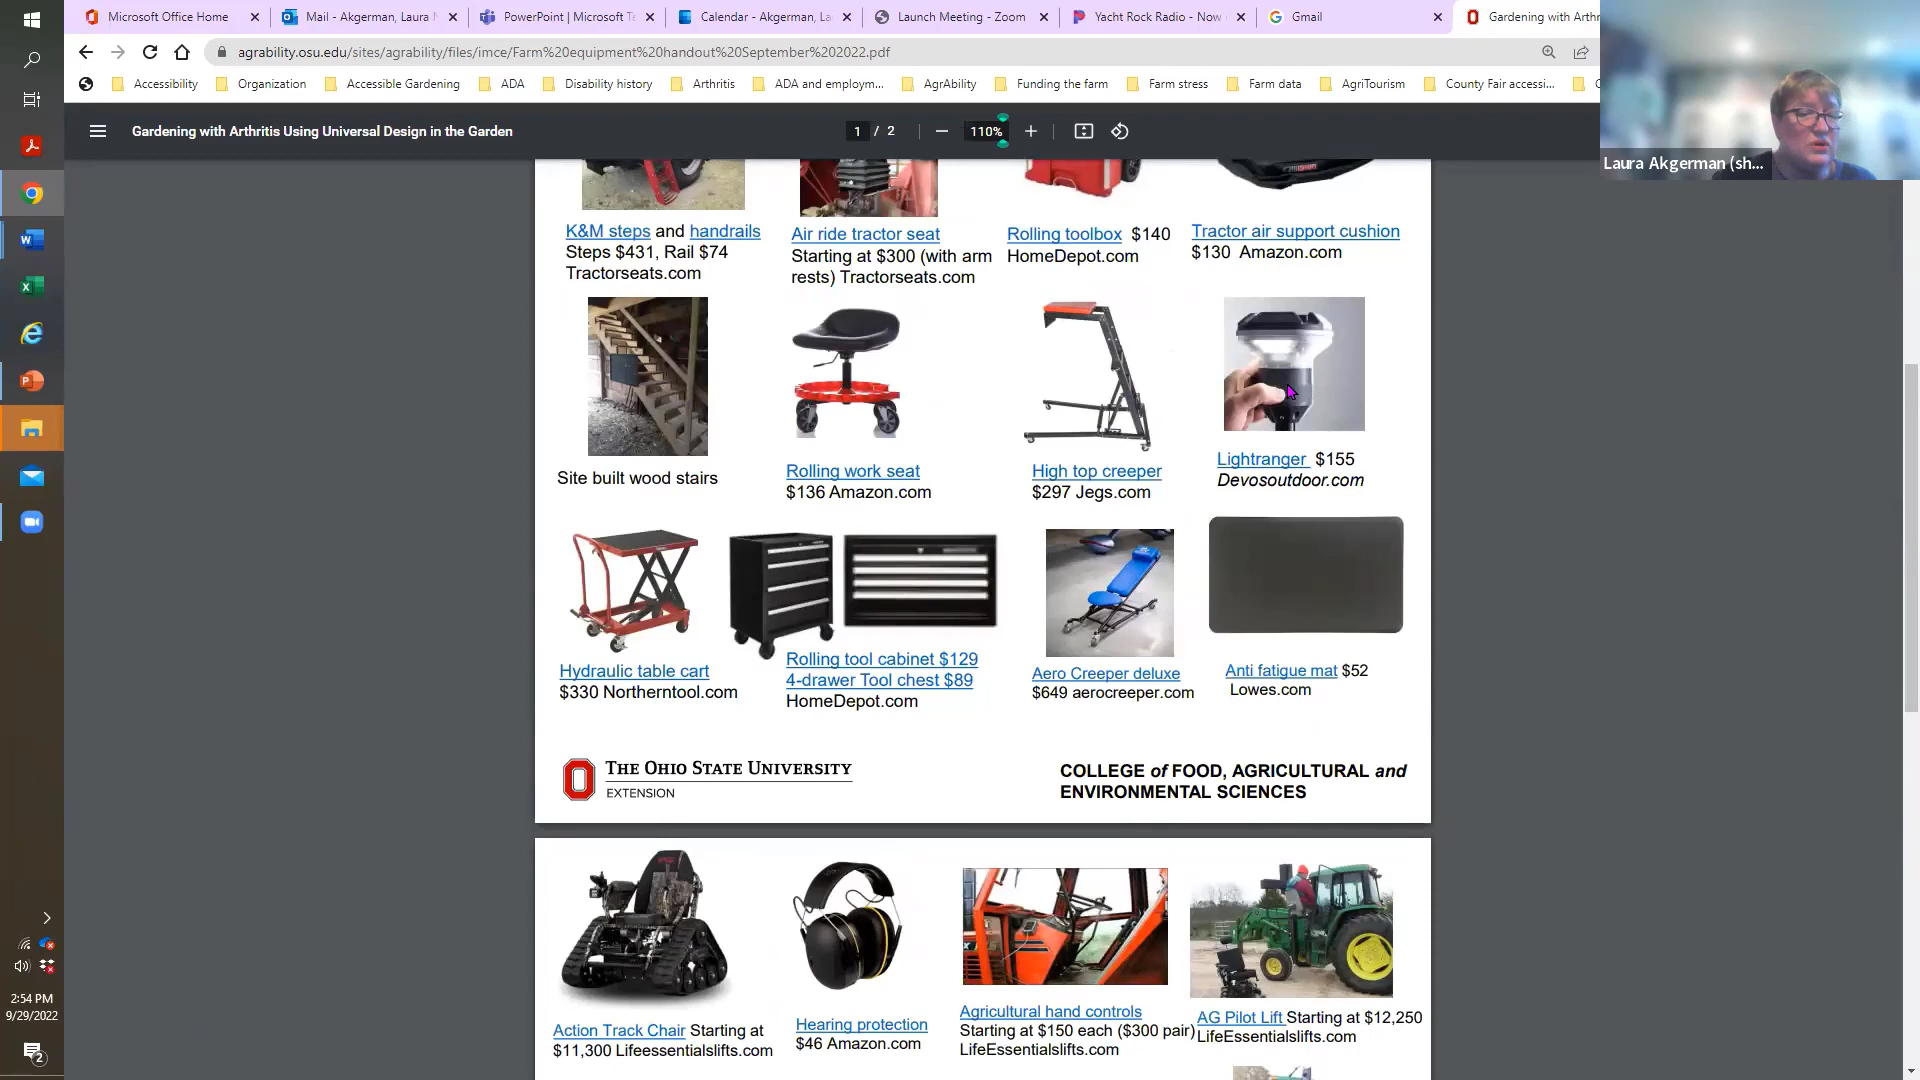 Microsoft Office Home
Mail - Akgerman, Laura
PowerPoint | Microsoft Te
Calendar - Akgerman, La
Launch Meeting - Zoom
Yacht Rock Radio - Now
Gmail
Gardening with Arthr
agrability.osu.edu/sites/agrability/files/imce/Farm%20equipment%20handout%20September%202022.pdf
Accessibility
Organization
Accessible Gardening
ADA
Disability history
Arthritis
ADA and employm...
AgrAbility
Funding the farm
Farm stress
Farm data
AgriTourism
County Fair accessi...
Gardening with Arthritis Using Universal Design in the Garden
1 / 2
110%
Laura Akgerman (sh...
K&M steps and handrails
Steps $431, Rail $74
Tractorseats.com
Air ride tractor seat
Starting at $300 (with arm
rests) Tractorseats.com
Rolling toolbox $140
HomeDepot.com
Tractor air support cushion
$130 Amazon.com
Site built wood stairs
Rolling work seat
$136 Amazon.com
High top creeper
$297 Jegs.com
Lightranger $155
Devosoutdoor.com
Hydraulic table cart
$330 Northerntool.com
Rolling tool cabinet $129
4-drawer Tool chest $89
HomeDepot.com
Aero Creeper deluxe
$649 aerocreeper.com
Anti fatigue mat $52
Lowes.com
THE OHIO STATE UNIVERSITY
EXTENSION
COLLEGE of FOOD, AGRICULTURAL and
ENVIRONMENTAL SCIENCES
Action Track Chair Starting at
$11,300 Lifeessentialslifts.com
Hearing protection
$46 Amazon.com
Agricultural hand controls
Starting at $150 each ($300 pair)
LifeEssentialslifts.com
AG Pilot Lift Starting at $12,250
LifeEssentialslifts.com
2:54 PM
9/29/2022
2